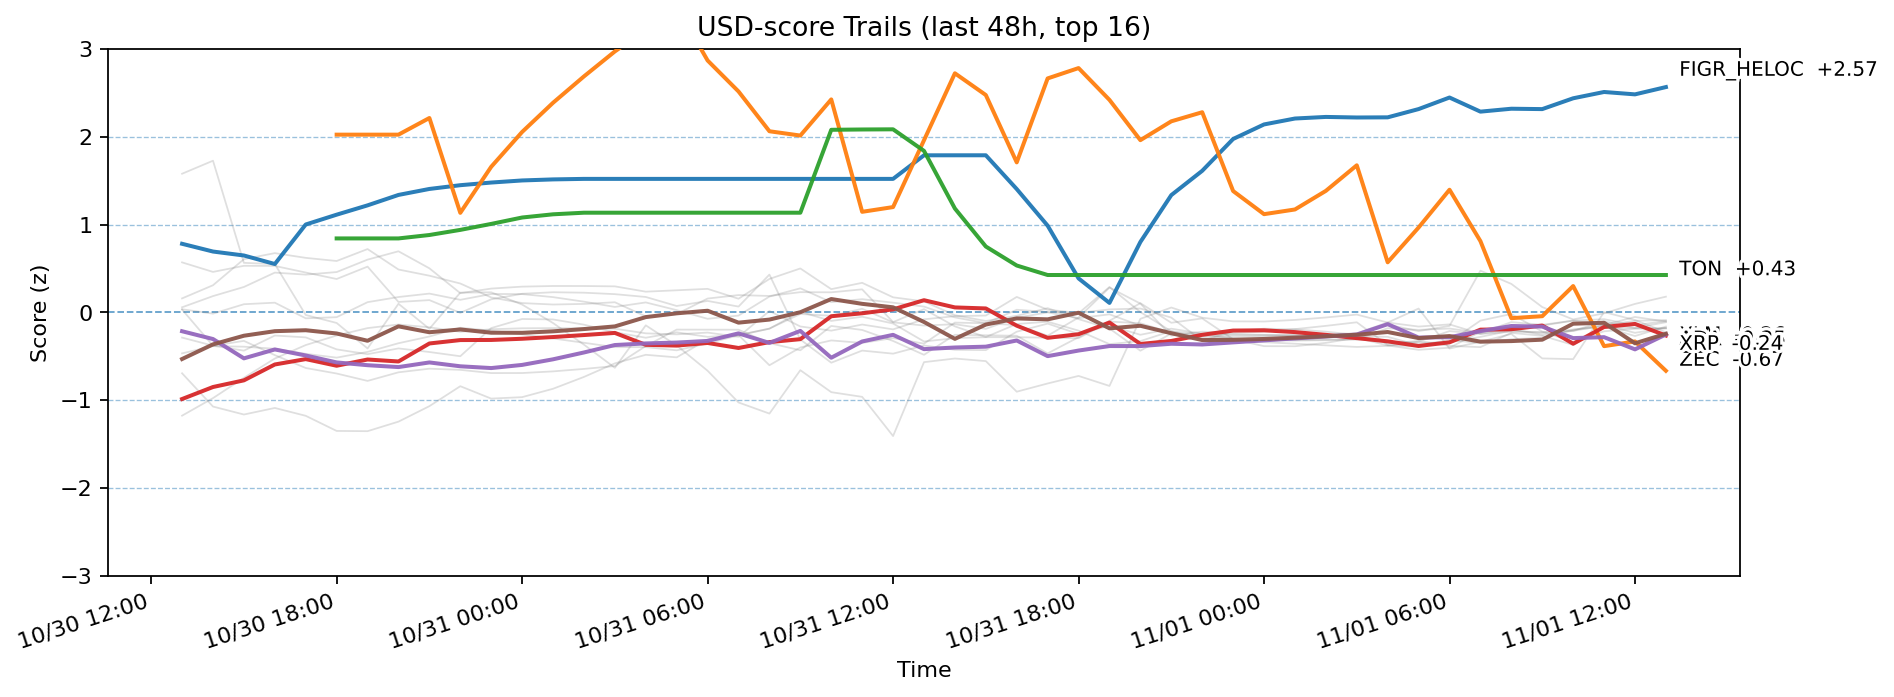 USD-score Trails (last 48h, top 16)
Score (z)
3
2
1
0
−1
−2
−3
FIGR_HELOC +2.57
TON +0.43
XRP -0.24
ZEC -0.67
10/30 12:00
10/30 18:00
10/31 00:00
10/31 06:00
10/31 12:00
10/31 18:00
11/01 00:00
11/01 06:00
11/01 12:00
Time